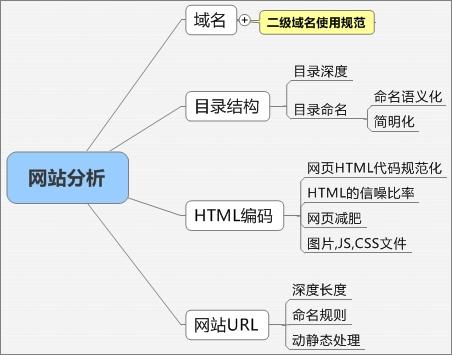 网站分析
域名
二级域名使用规范
目录结构
目录深度
目录命名
命名语义化
简明化
HTML编码
网页HTML代码规范化
HTML的信噪比率
网页减肥
图片,JS,CSS文件
网站URL
深度长度
命名规则
动静态处理